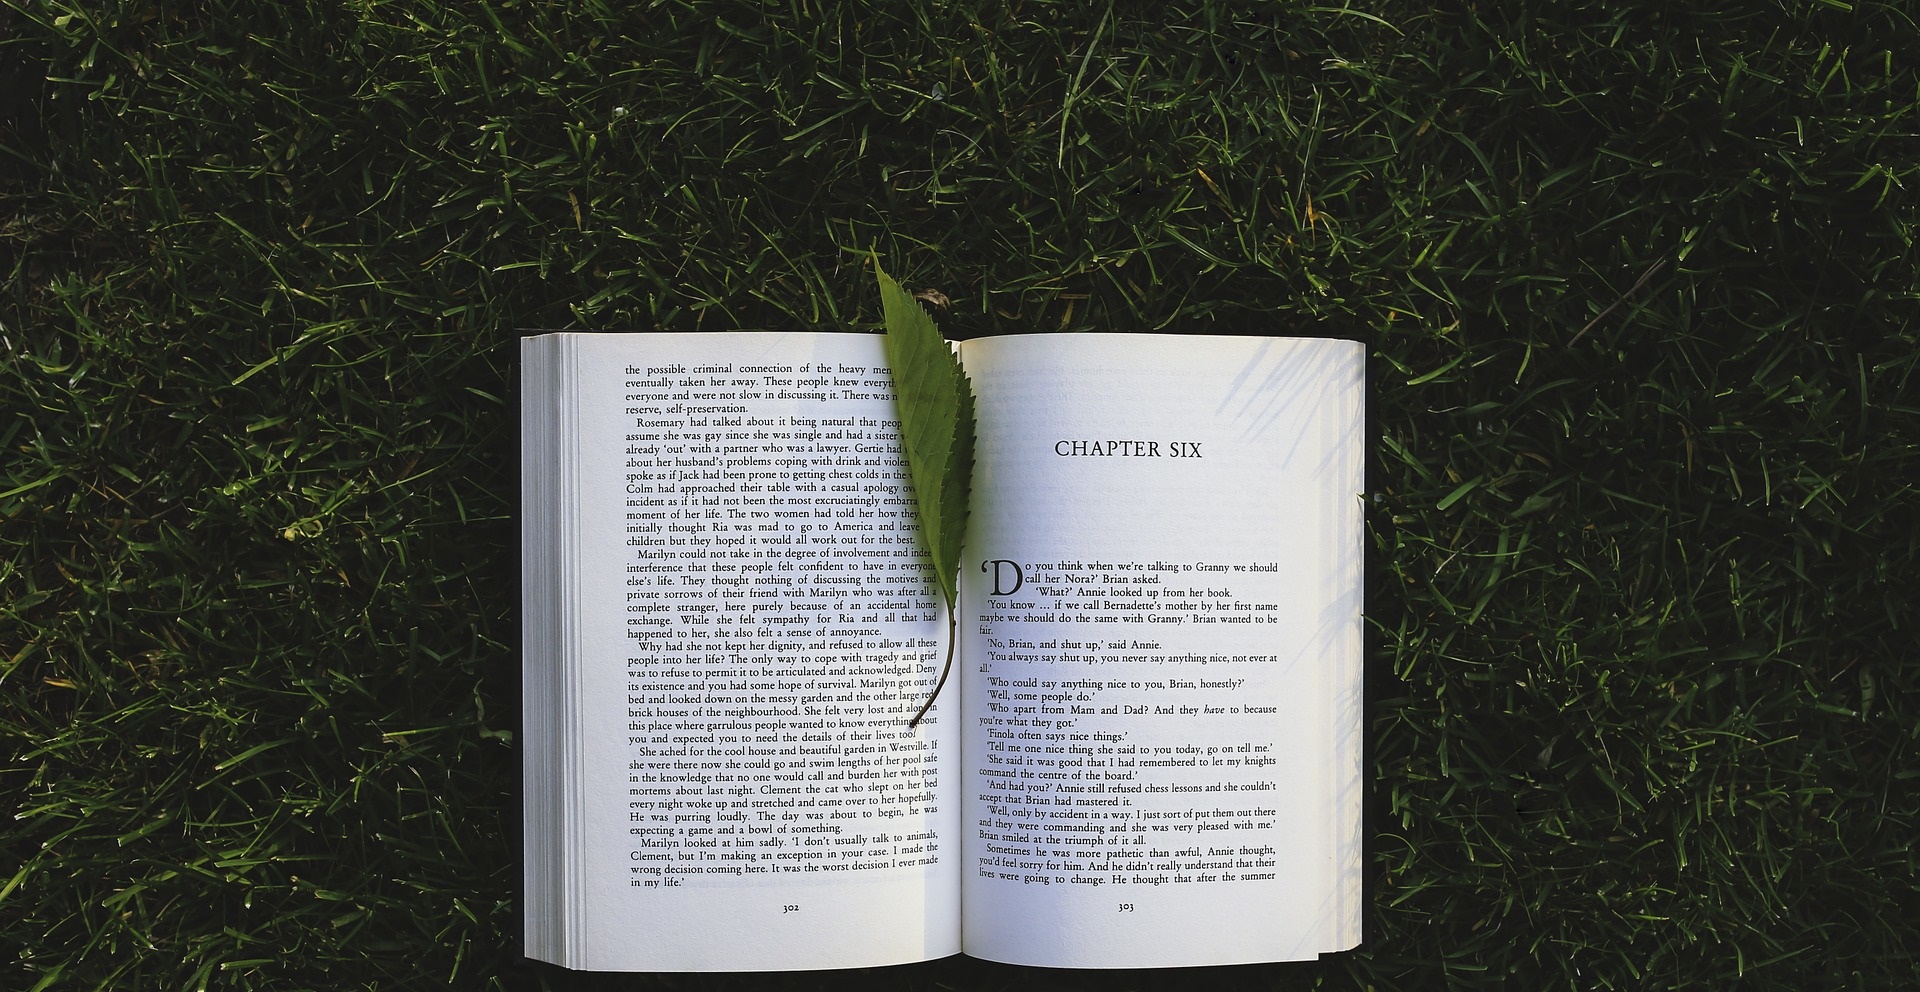 the possible criminal connection of the heavy men
eventually taken her away. These people knew everyth
everyone and were not slow in discussing it. There was
reserve, self-preservation.
Rosemary had talked about it being natural that peop
assume she was gay since she was single and had a sister
already ‘out’ with a partner who was a lawyer. Gertie had
about her husband’s problems coping with drink and violen
spoke as if Jack had been prone to getting chest colds in the
Colm had approached their table with a casual apology ov
incident as if it had not been the most excruciatingly embarra
moment of her life. The two women had told her how they
initially thought Ria was mad to go to America and leave
children but they hoped it would all work out for the best.
Marilyn could not take in the degree of involvement and indee
interference that these people felt confident to have in everyone
else’s life. They thought nothing of discussing the motives and
private sorrows of their friend with Marilyn who was after all a
complete stranger, here purely because of an accidental home
exchange. While she felt sympathy for Ria and all that had
happened to her, she also felt a sense of annoyance.
Why had she not kept her dignity, and refused to allow all these
people into her life? The only way to cope with tragedy and grief
was to refuse to permit it to be articulated and acknowledged. Deny
its existence and you had some hope of survival. Marilyn got out of
bed and looked down on the messy garden and the other large red
brick houses of the neighbourhood. She felt very lost and alone in
this place where garrulous people wanted to know everything about
you and expected you to need the details of their lives too.
She ached for the cool house and beautiful garden in Westville. If
she were there now she could go and swim lengths of her pool safe
in the knowledge that no one would call and burden her with post
mortems about last night. Clement the cat who slept on her bed
every night woke up and stretched and came over to her hopefully.
He was purring loudly. The day was about to begin, he was
expecting a game and a bowl of something.
Marilyn looked at him sadly. ‘I don’t usually talk to animals,
Clement, but I’m making an exception in your case. I made the
wrong decision coming here. It was the worst decision I ever made
in my life.’
302
CHAPTER SIX
‘Do you think when we’re talking to Granny we should
call her Nora?’ Brian asked.
‘What?’ Annie looked up from her book.
‘You know … if we call Bernadette’s mother by her first name
maybe we should do the same with Granny.’ Brian wanted to be
fair.
‘No, Brian, and shut up,’ said Annie.
‘You always say shut up, you never say anything nice, not ever at
all.’
‘Who could say anything nice to you, Brian, honestly?’
‘Well, some people do.’
‘Who apart from Mam and Dad? And they have to because
you’re what they got.’
‘Finola often says nice things.’
‘Tell me one nice thing she said to you today, go on tell me.’
‘She said it was good that I had remembered to let my knights
command the centre of the board.’
‘And had you?’ Annie still refused chess lessons and she couldn’t
accept that Brian had mastered it.
‘Well, only by accident in a way. I just sort of put them out there
and they were commanding and she was very pleased with me.’
Brian smiled at the triumph of it all.
Sometimes he was more pathetic than awful, Annie thought,
you’d feel sorry for him. And he didn’t really understand that their
lives were going to change. He thought that after the summer
303